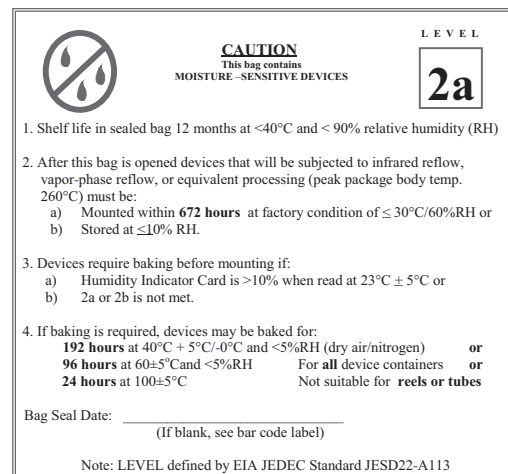 LEVEL
CAUTION
This bag contains
MOISTURE –SENSITIVE DEVICES
2a
1. Shelf life in sealed bag 12 months at <40°C and < 90% relative humidity (RH)
2. After this bag is opened devices that will be subjected to infrared reflow,
vapor-phase reflow, or equivalent processing (peak package body temp.
260°C) must be:
a) Mounted within 672 hours at factory condition of ≤ 30°C/60%RH or
b) Stored at ≤10% RH.
3. Devices require baking before mounting if:
a) Humidity Indicator Card is >10% when read at 23°C ± 5°C or
b) 2a or 2b is not met.
4. If baking is required, devices may be baked for:
192 hours at 40°C + 5°C/-0°C and <5%RH (dry air/nitrogen) or
96 hours at 60±5°Cand <5%RH For all device containers or
24 hours at 100±5°C Not suitable for reels or tubes
Bag Seal Date: ______________________________
(If blank, see bar code label)
Note: LEVEL defined by EIA JEDEC Standard JESD22-A113